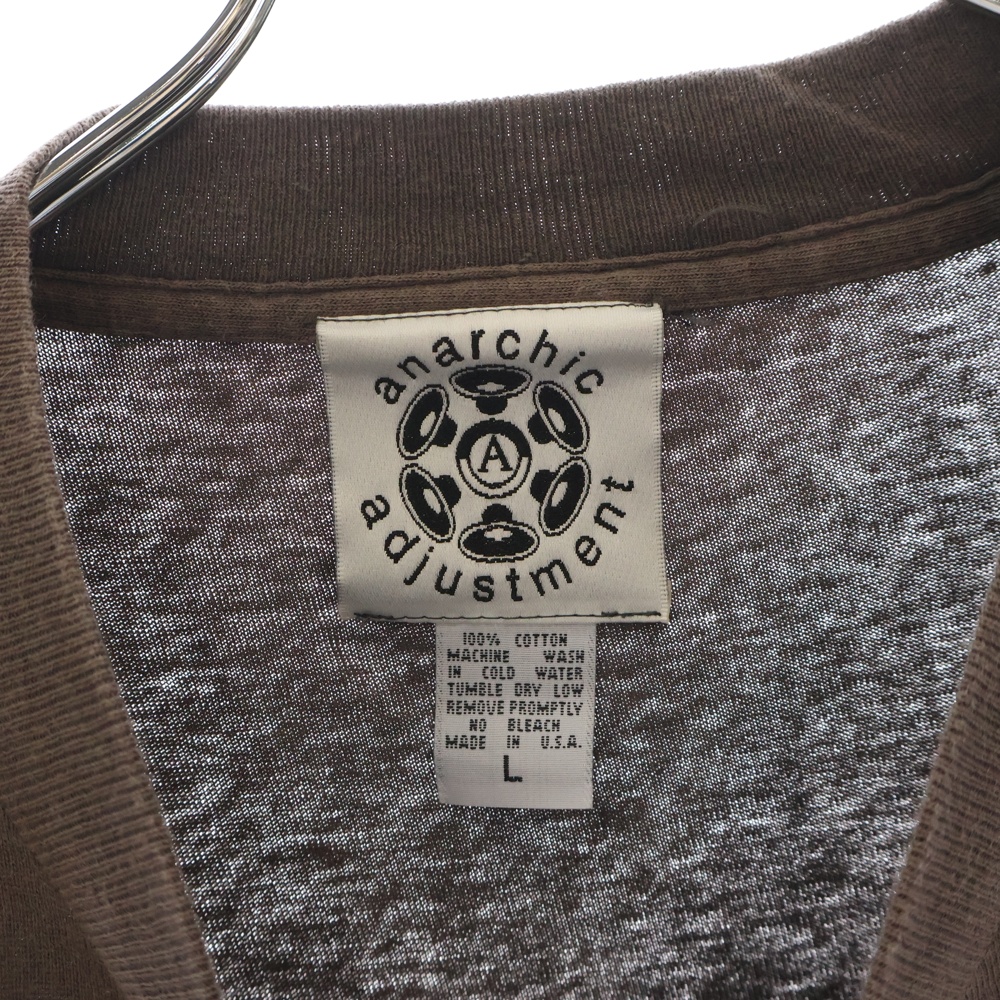 anarchic
A
adjustment
100% COTTON
MACHINE WASH
IN COLD WATER
TUMBLE DRY LOW
REMOVE PROMPTLY
NO BLEACH
MADE IN U.S.A.
L